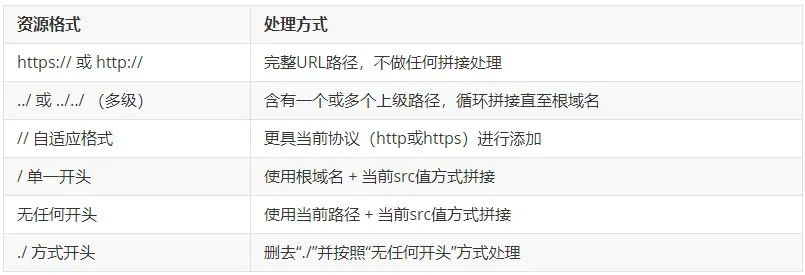 资源格式 处理方式
https:// 或 http:// 完整URL路径，不做任何拼接处理
../ 或 ../../ （多级） 含有一个或多个上级路径，循环拼接直至根域名
// 自适应格式 更具当前协议（http或https）进行添加
/ 单一开头 使用根域名 + 当前src值方式拼接
无任何开头 使用当前路径 + 当前src值方式拼接
./ 方式开头 删去“./”并按照“无任何开头”方式处理